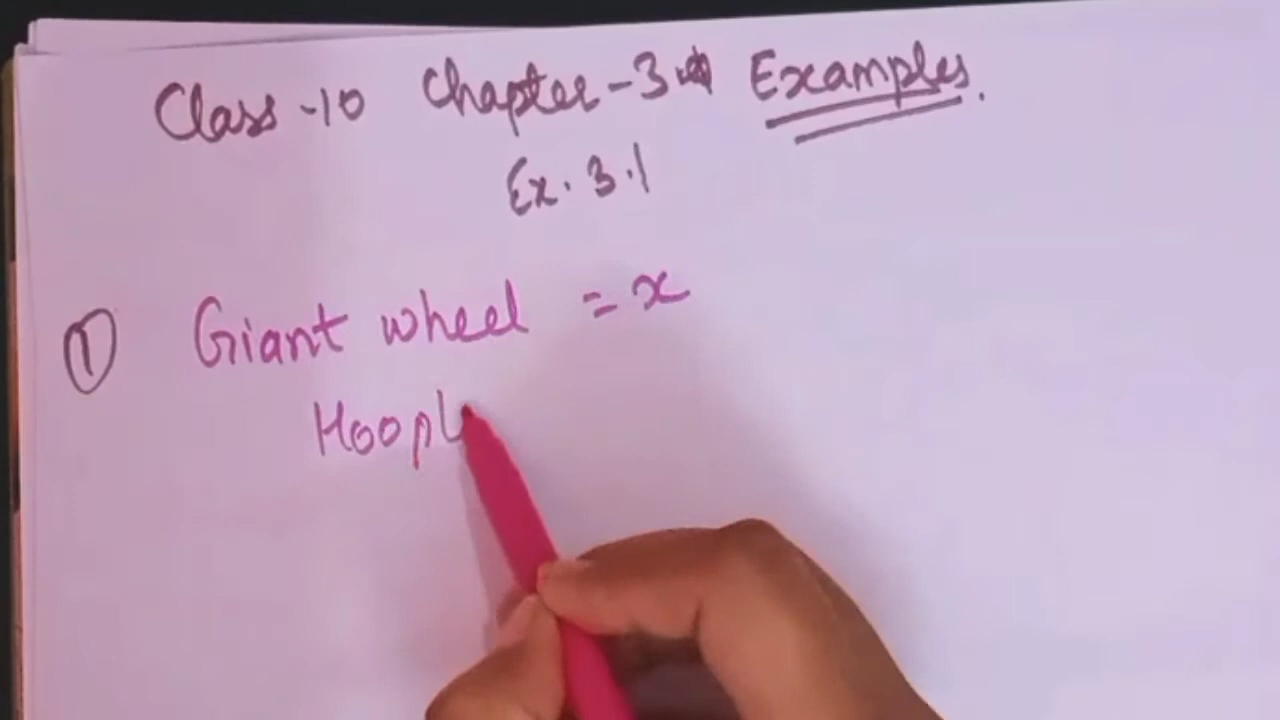 Class -10 Chapter -3 Examples.
Ex. 3.1
① Giant wheel = x
Hoopl